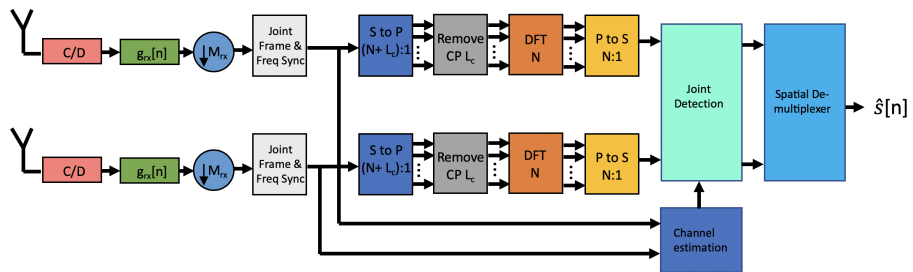 C/D
g_rx[n]
M_rx
Joint
Frame &
Freq Sync
S to P
(N+ L_c):1
Remove
CP L_c
DFT
N
P to S
N:1
Joint
Detection
Spatial De-
multiplexer
ŝ[n]
C/D
g_rx[n]
M_rx
Joint
Frame &
Freq Sync
S to P
(N+ L_c):1
Remove
CP L_c
DFT
N
P to S
N:1
Channel
estimation